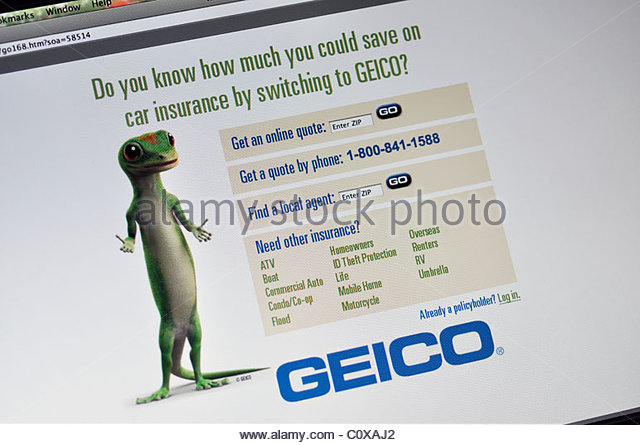 okmarks Window Help
/go168.htm?soa=58514
Do you know how much you could save on
car insurance by switching to GEICO?
Get an online quote: Enter ZIP GO
Get a quote by phone: 1-800-841-1588
Find a local agent: Enter ZIP GO
alamy stock photo
Need other insurance?
ATV Homeowners Overseas
Boat ID Theft Protection Renters
Commercial Auto Life RV
Condo/Co-op Mobile Home Umbrella
Flood Motorcycle
Already a policyholder? Log in.
© GEICO
GEICO®
alamy stock photo
C0XAJ2